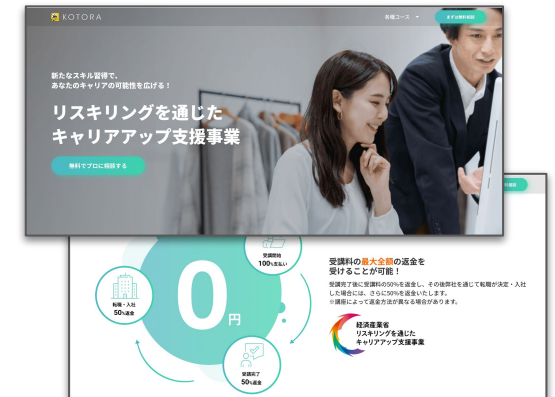 KOTORA
各種コース
まずは無料相談
新たなスキル習得で、
あなたのキャリアの可能性を広げる！
リスキリングを通じた
キャリアアップ支援事業
無料でプロに相談する
料相談
受講開始
100%支払い
0円
転職・入社
50%返金
受講完了
50%返金
受講料の最大全額の返金を
受けることが可能！
受講完了後に受講料の50%を返金し、その後弊社を通じて転職が決定・入社
した場合には、さらに50%を返金いたします。
※講座によって返金方法が異なる場合があります。
経済産業省
リスキリングを通じた
キャリアアップ支援事業